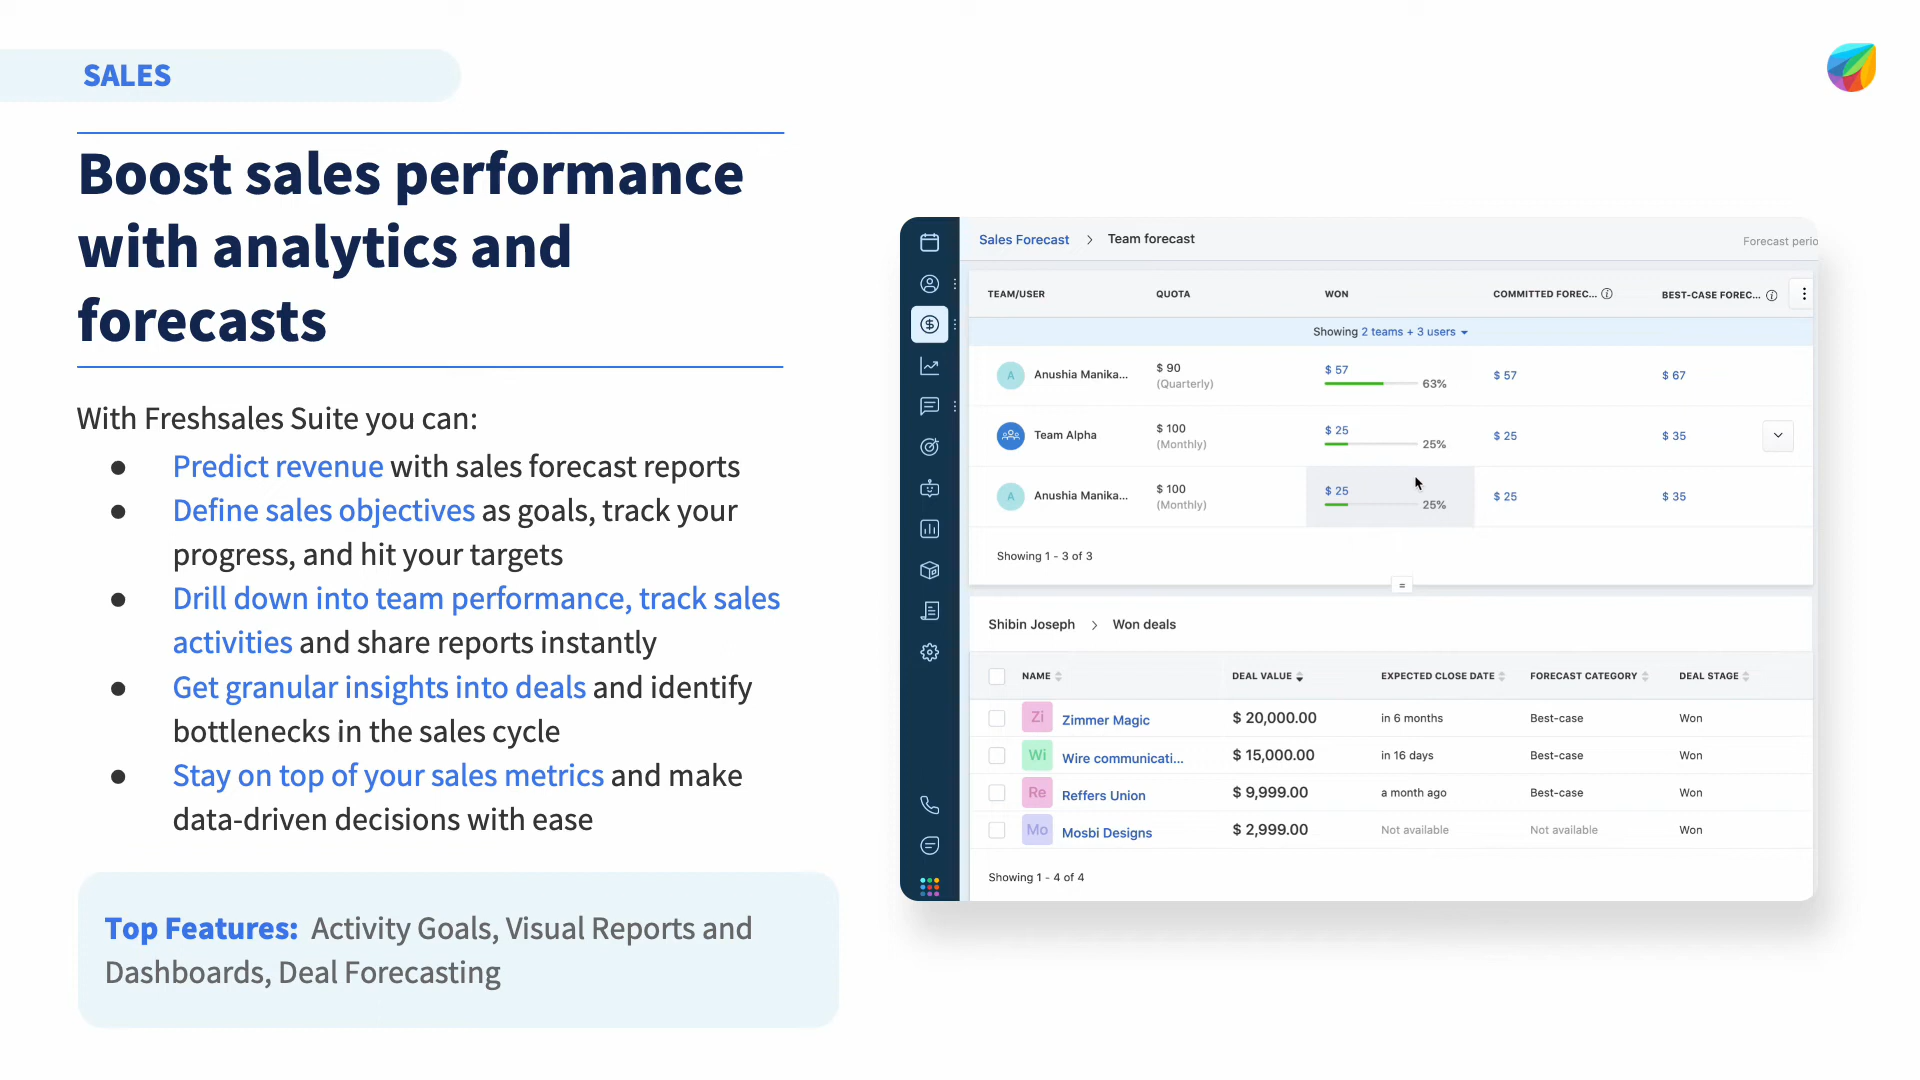 SALES
Boost sales performance
with analytics and
forecasts
With Freshsales Suite you can:
● Predict revenue with sales forecast reports
● Define sales objectives as goals, track your
progress, and hit your targets
● Drill down into team performance, track sales
activities and share reports instantly
● Get granular insights into deals and identify
bottlenecks in the sales cycle
● Stay on top of your sales metrics and make
data-driven decisions with ease
Top Features: Activity Goals, Visual Reports and
Dashboards, Deal Forecasting
Sales Forecast > Team forecast Forecast perio
TEAM/USER QUOTA WON COMMITTED FOREC... BEST-CASE FOREC...
Showing 2 teams + 3 users
A Anushia Manika... $ 90 (Quarterly) $ 57 63% $ 57 $ 67
Team Alpha $ 100 (Monthly) $ 25 25% $ 25 $ 35
A Anushia Manika... $ 100 (Monthly) $ 25 25% $ 25 $ 35
Showing 1 - 3 of 3
=
Shibin Joseph > Won deals
NAME DEAL VALUE EXPECTED CLOSE DATE FORECAST CATEGORY DEAL STAGE
Zi Zimmer Magic $ 20,000.00 in 6 months Best-case Won
Wi Wire communicati... $ 15,000.00 in 16 days Best-case Won
Re Reffers Union $ 9,999.00 a month ago Best-case Won
Mo Mosbi Designs $ 2,999.00 Not available Not available Won
Showing 1 - 4 of 4